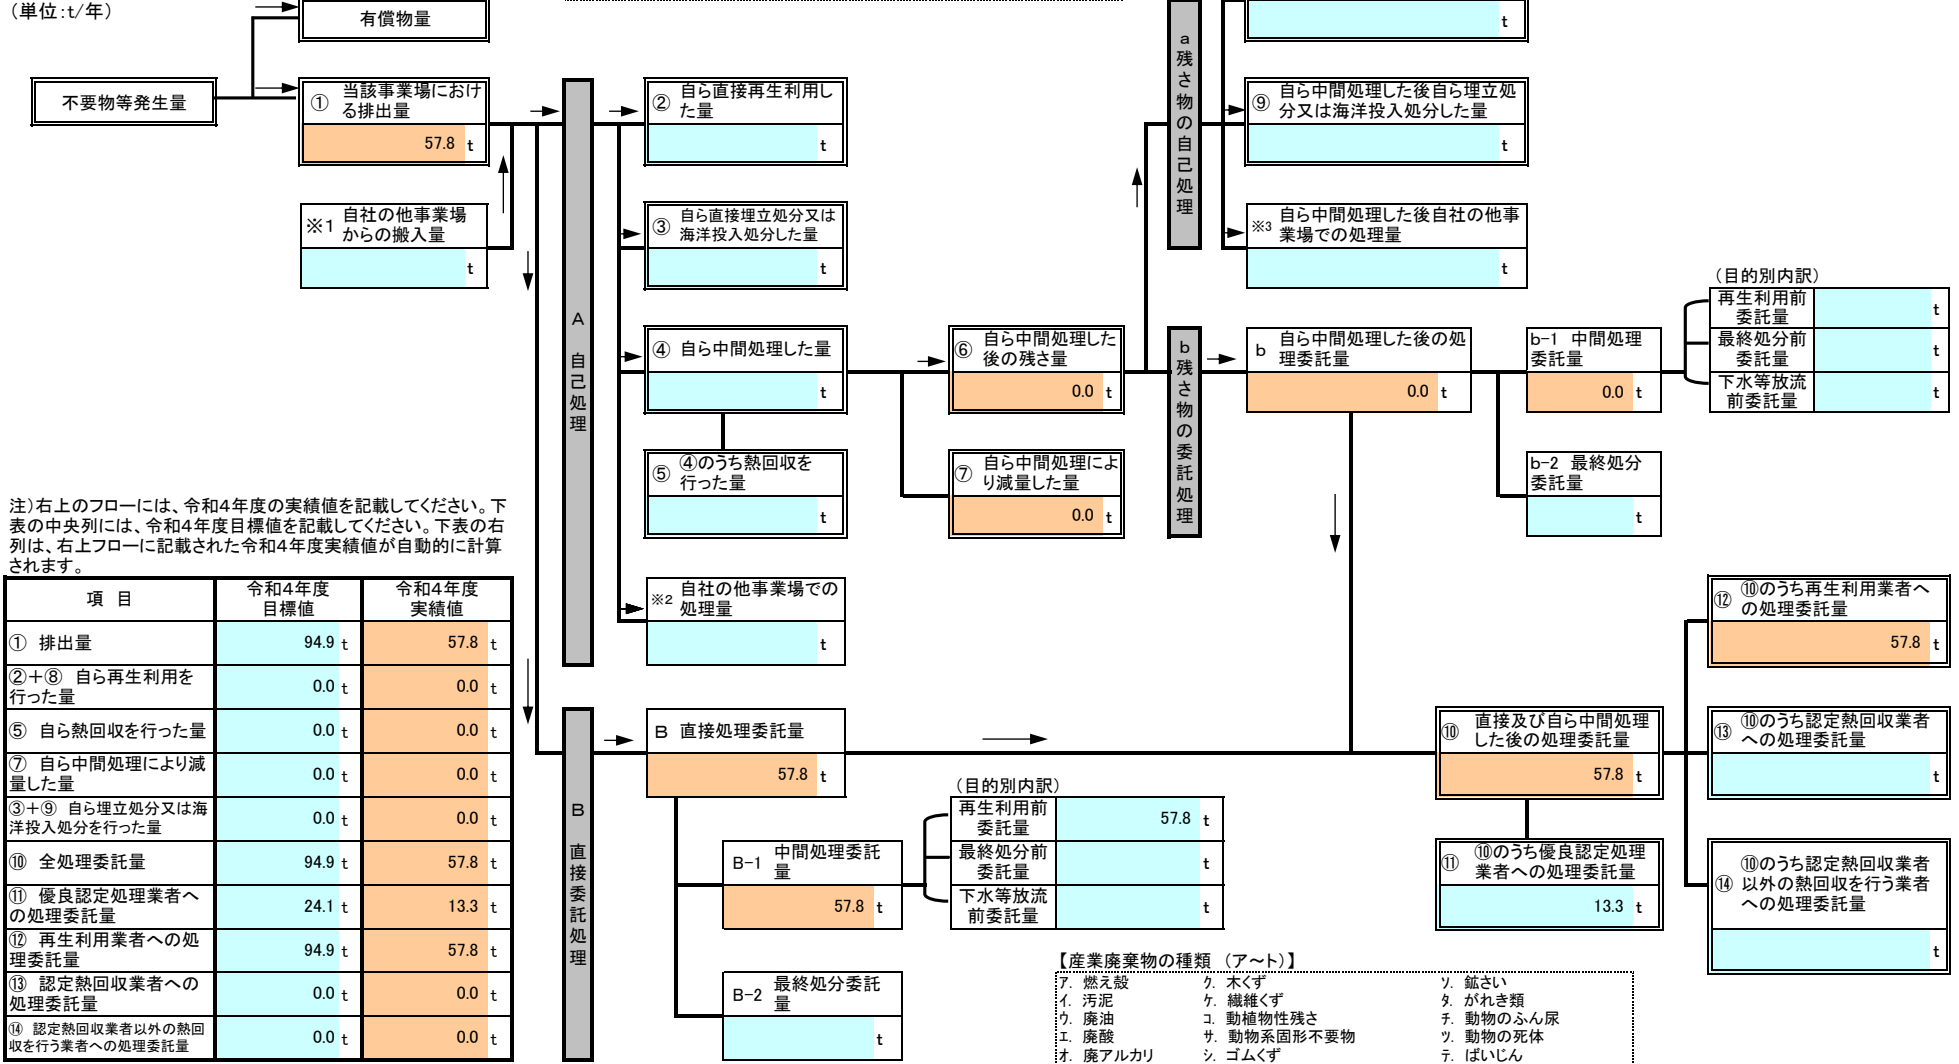 （単位：t/年）
有償物量
不要物等発生量
① 当該事業場におけ
る排出量
57.8 t
※1 自社の他事業場
からの搬入量
t
A 自己処理
② 自ら直接再生利用し
た量
t
③ 自ら直接埋立処分又は
海洋投入処分した量
t
④ 自ら中間処理した量
t
⑤ ④のうち熱回収を
行った量
t
※2 自社の他事業場での
処理量
t
⑥ 自ら中間処理した
後の残さ量
0.0 t
⑦ 自ら中間処理によ
り減量した量
0.0 t
a 残さ物の自己処理
t
⑨ 自ら中間処理した後自ら埋立処
分又は海洋投入処分した量
t
※3 自ら中間処理した後自社の他事
業場での処理量
t
b 残さ物の委託処理
b 自ら中間処理した後の処
理委託量
0.0 t
b-1 中間処理
委託量
0.0 t
（目的別内訳）
再生利用前
委託量
t
最終処分前
委託量
t
下水等放流
前委託量
t
b-2 最終処分
委託量
t
注）右上のフローには、令和４年度の実績値を記載してください。下
表の中央列には、令和４年度目標値を記載してください。下表の右
列は、右上フローに記載された令和４年度実績値が自動的に計算
されます。
項 目 令和４年度 令和４年度
目標値 実績値
① 排出量 94.9 t 57.8 t
②＋⑧ 自ら再生利用を
行った量 0.0 t 0.0 t
⑤ 自ら熱回収を行った量 0.0 t 0.0 t
⑦ 自ら中間処理により減
量した量 0.0 t 0.0 t
③＋⑨ 自ら埋立処分又は海
洋投入処分を行った量 0.0 t 0.0 t
⑩ 全処理委託量 94.9 t 57.8 t
⑪ 優良認定処理業者へ
の処理委託量 24.1 t 13.3 t
⑫ 再生利用業者への処
理委託量 94.9 t 57.8 t
⑬ 認定熱回収業者への
処理委託量 0.0 t 0.0 t
⑭ 認定熱回収業者以外の熱回
収を行う業者への処理委託量 0.0 t 0.0 t
B 直接委託処理
B 直接処理委託量
57.8 t
B-1 中間処理委託
量
57.8 t
（目的別内訳）
再生利用前
委託量
57.8 t
最終処分前
委託量
t
下水等放流
前委託量
t
B-2 最終処分委託
量
t
⑩ 直接及び自ら中間処理
した後の処理委託量
57.8 t
⑪ ⑩のうち優良認定処理
業者への処理委託量
13.3 t
⑫ ⑩のうち再生利用業者へ
の処理委託量
57.8 t
⑬ ⑩のうち認定熱回収業者
への処理委託量
t
⑭ ⑩のうち認定熱回収業者
以外の熱回収を行う業者
への処理委託量
t
【産業廃棄物の種類 （ア～ト）】
ア. 燃え殻 ク. 木くず ソ. 鉱さい
イ. 汚泥 ケ. 繊維くず タ. がれき類
ウ. 廃油 コ. 動植物性残さ チ. 動物のふん尿
エ. 廃酸 サ. 動物系固形不要物 ツ. 動物の死体
オ. 廃アルカリ シ. ゴムくず テ. ばいじん